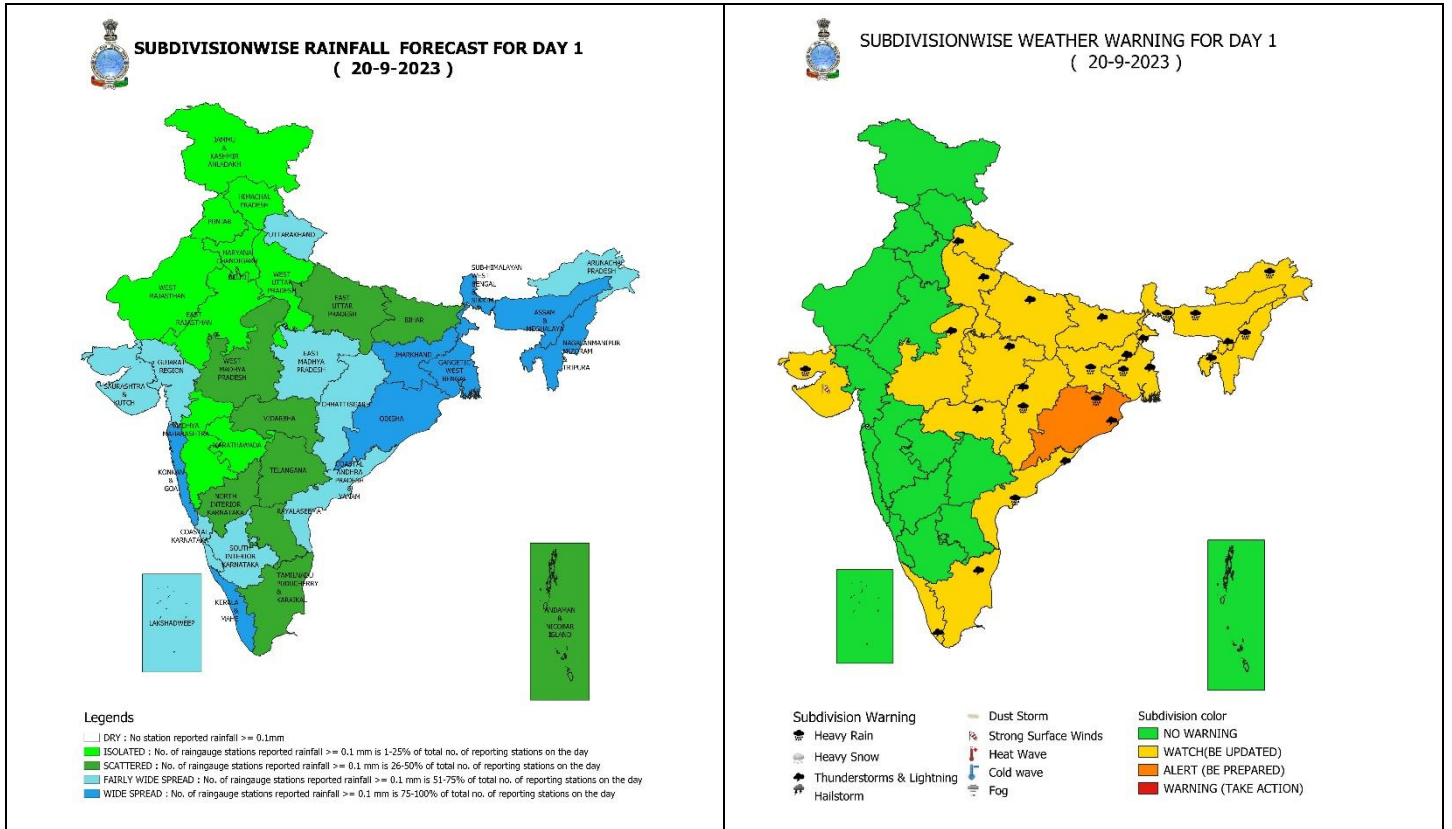 SUBDIVISIONWISE RAINFALL FORECAST FOR DAY 1
( 20-9-2023 )
JAMMU
&
KASHMIR
ANLADAKH
HIMACHAL
PRADESH
PUNJAB
UTTARAKHAND
HARYANA
CHANDIGARH
&
DELHI
WEST
UTTAR
PRADESH
WEST
RAJASTHAN
EAST
RAJASTHAN
EAST
UTTAR
PRADESH
BIHAR
SUB-HIMALAYAN
WEST
BENGAL
&
SIKKIM
ARUNACHAL
PRADESH
ASSAM
&
MEGHALAYA
NAGALANMANIPUR
MIZORAM
&
TRIPURA
GUJARAT
REGION
SAURASHTRA
&
KUTCH
WEST
MADHYA
PRADESH
EAST
MADHYA
PRADESH
JHARKHAND
GANGETIC
WEST
BENGAL
CHHATTISGARH
ODISHA
VIDARBHA
MADHYA
MAHARASHTRA
MARATHAWADA
KONKAN
&
GOA
TELANGANA
COASTAL
ANDHRA
PRADESH
&
YANAM
NORTH
INTERIOR
KARNATAKA
RAYALASEEMA
COASTAL
KARNATAKA
SOUTH
INTERIOR
KARNATAKA
TAMILNADU
PUDUCHERRY
&
KARAIKAL
KERALA
&
MAHE
LAKSHADWEEP
ANDAMAN
&
NICOBAR
ISLAND
Legends
DRY : No station reported rainfall >= 0.1mm
ISOLATED : No. of raingauge stations reported rainfall >= 0.1 mm is 1-25% of total no. of reporting stations on the day
SCATTERED : No. of raingauge stations reported rainfall >= 0.1 mm is 26-50% of total no. of reporting stations on the day
FAIRLY WIDE SPREAD : No. of raingauge stations reported rainfall >= 0.1 mm is 51-75% of total no. of reporting stations on the day
WIDE SPREAD : No. of raingauge stations reported rainfall >= 0.1 mm is 75-100% of total no. of reporting stations on the day
SUBDIVISIONWISE WEATHER WARNING FOR DAY 1
( 20-9-2023 )
Subdivision Warning
Heavy Rain
Heavy Snow
Thunderstorms & Lightning
Hailstorm
Dust Storm
Strong Surface Winds
Heat Wave
Cold wave
Fog
Subdivision color
NO WARNING
WATCH(BE UPDATED)
ALERT (BE PREPARED)
WARNING (TAKE ACTION)